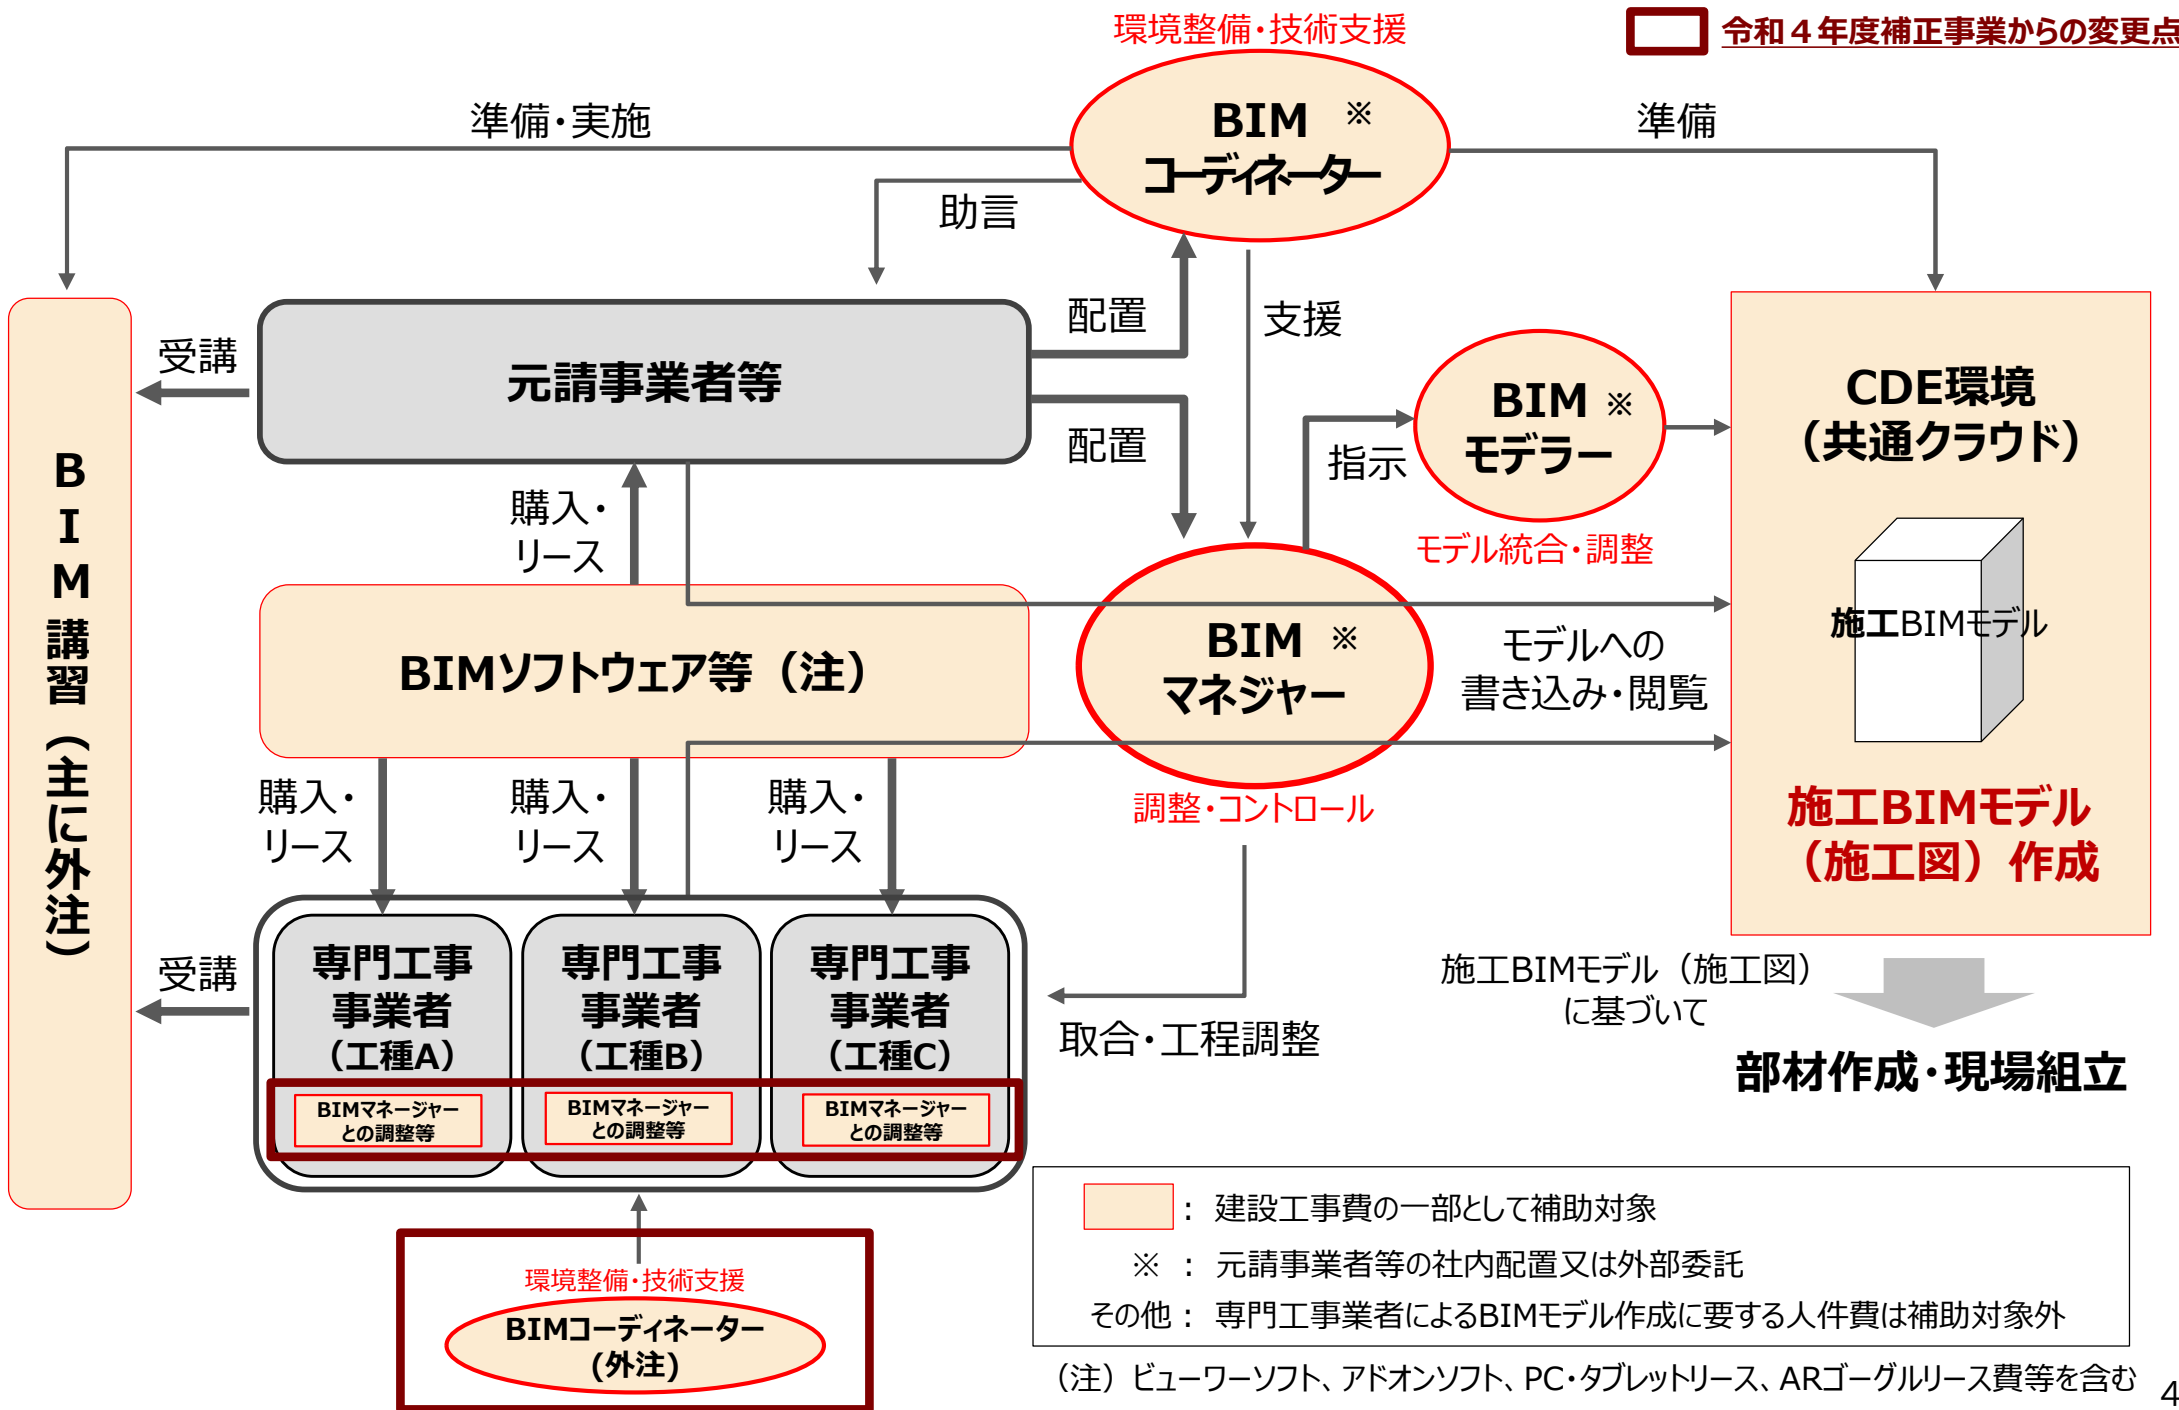 環境整備・技術支援
令和４年度補正事業からの変更点
BIM ※
コーディネーター
準備・実施
準備
助言
配置
支援
受講
元請事業者等
配置
指示
BIM ※
モデラー
モデル統合・調整
CDE環境
（共通クラウド）
施工BIMモデル
施工BIMモデル
（施工図）作成
BIM講習（主に外注）
購入・
リース
BIMソフトウェア等（注）
BIM ※
マネジャー
調整・コントロール
モデルへの
書き込み・閲覧
購入・
リース
購入・
リース
購入・
リース
受講
専門工事
事業者
（工種A）
BIMマネージャー
との調整等
専門工事
事業者
（工種B）
BIMマネージャー
との調整等
専門工事
事業者
（工種C）
BIMマネージャー
との調整等
取合・工程調整
施工BIMモデル（施工図）
に基づいて
部材作成・現場組立
環境整備・技術支援
BIMコーディネーター
(外注)
： 建設工事費の一部として補助対象
※ ： 元請事業者等の社内配置又は外部委託
その他： 専門工事業者によるBIMモデル作成に要する人件費は補助対象外
（注）ビューワーソフト、アドオンソフト、PC・タブレットリース、ARゴーグルリース費等を含む
4